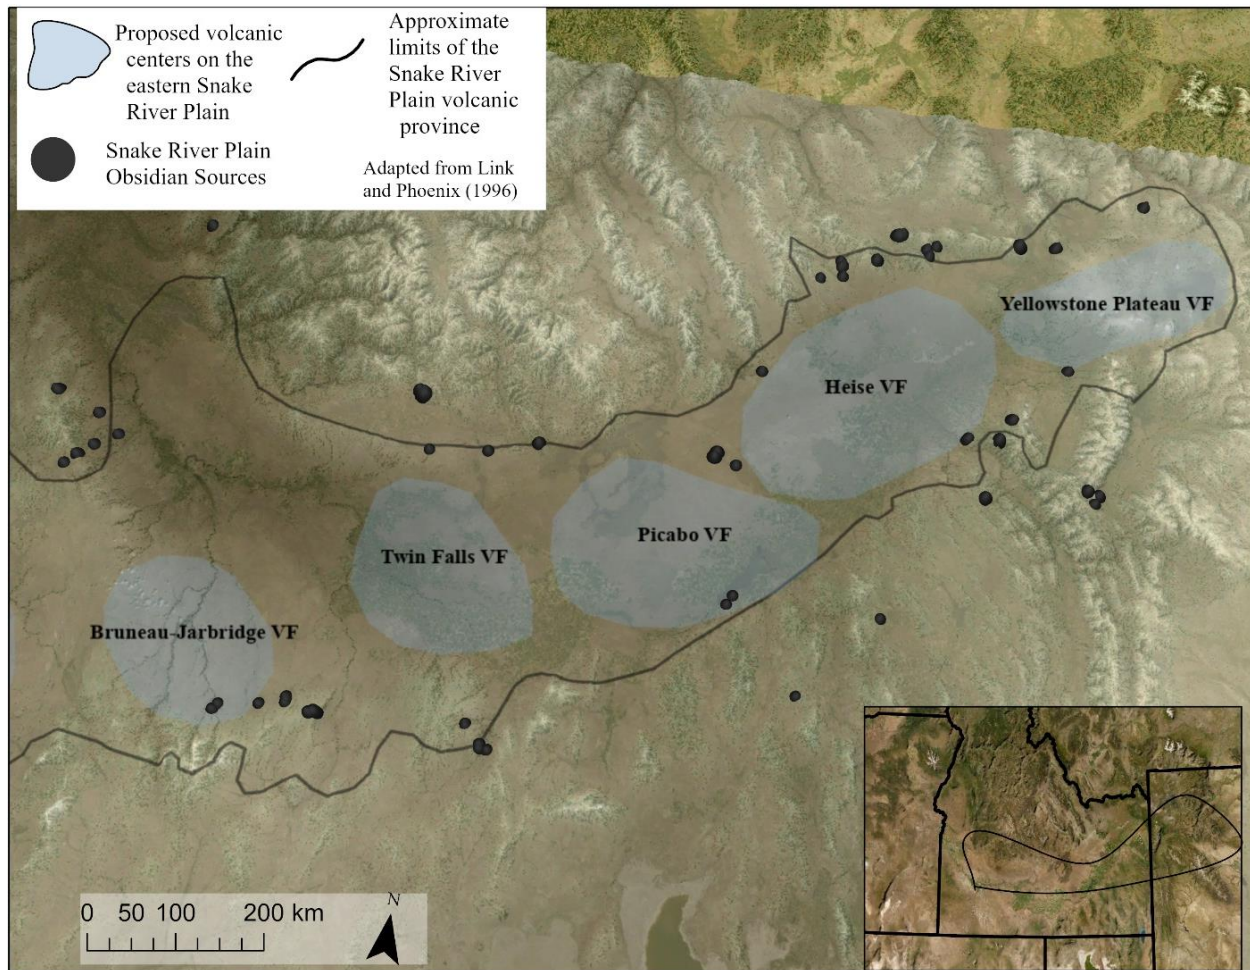 Proposed volcanic
centers on the
eastern Snake
River Plain
Approximate
limits of the
Snake River
Plain volcanic
province
Snake River Plain
Obsidian Sources
Adapted from Link
and Phoenix (1996)
Yellowstone Plateau VF
Heise VF
Picabo VF
Twin Falls VF
Bruneau-Jarbridge VF
0 50 100 200 km
N